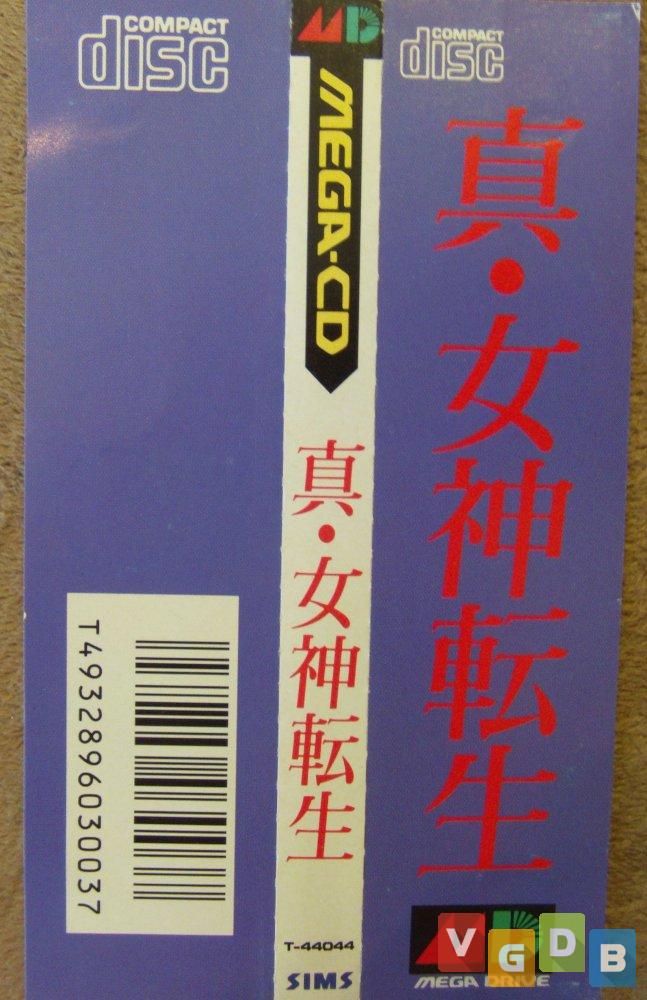 COMPACT
disc
T4932896030037
MD
MEGA-CD
真・女神転生
T-44044
SIMS
COMPACT
disc
真・女神転生
MD
MEGA DRIVE
VGDB